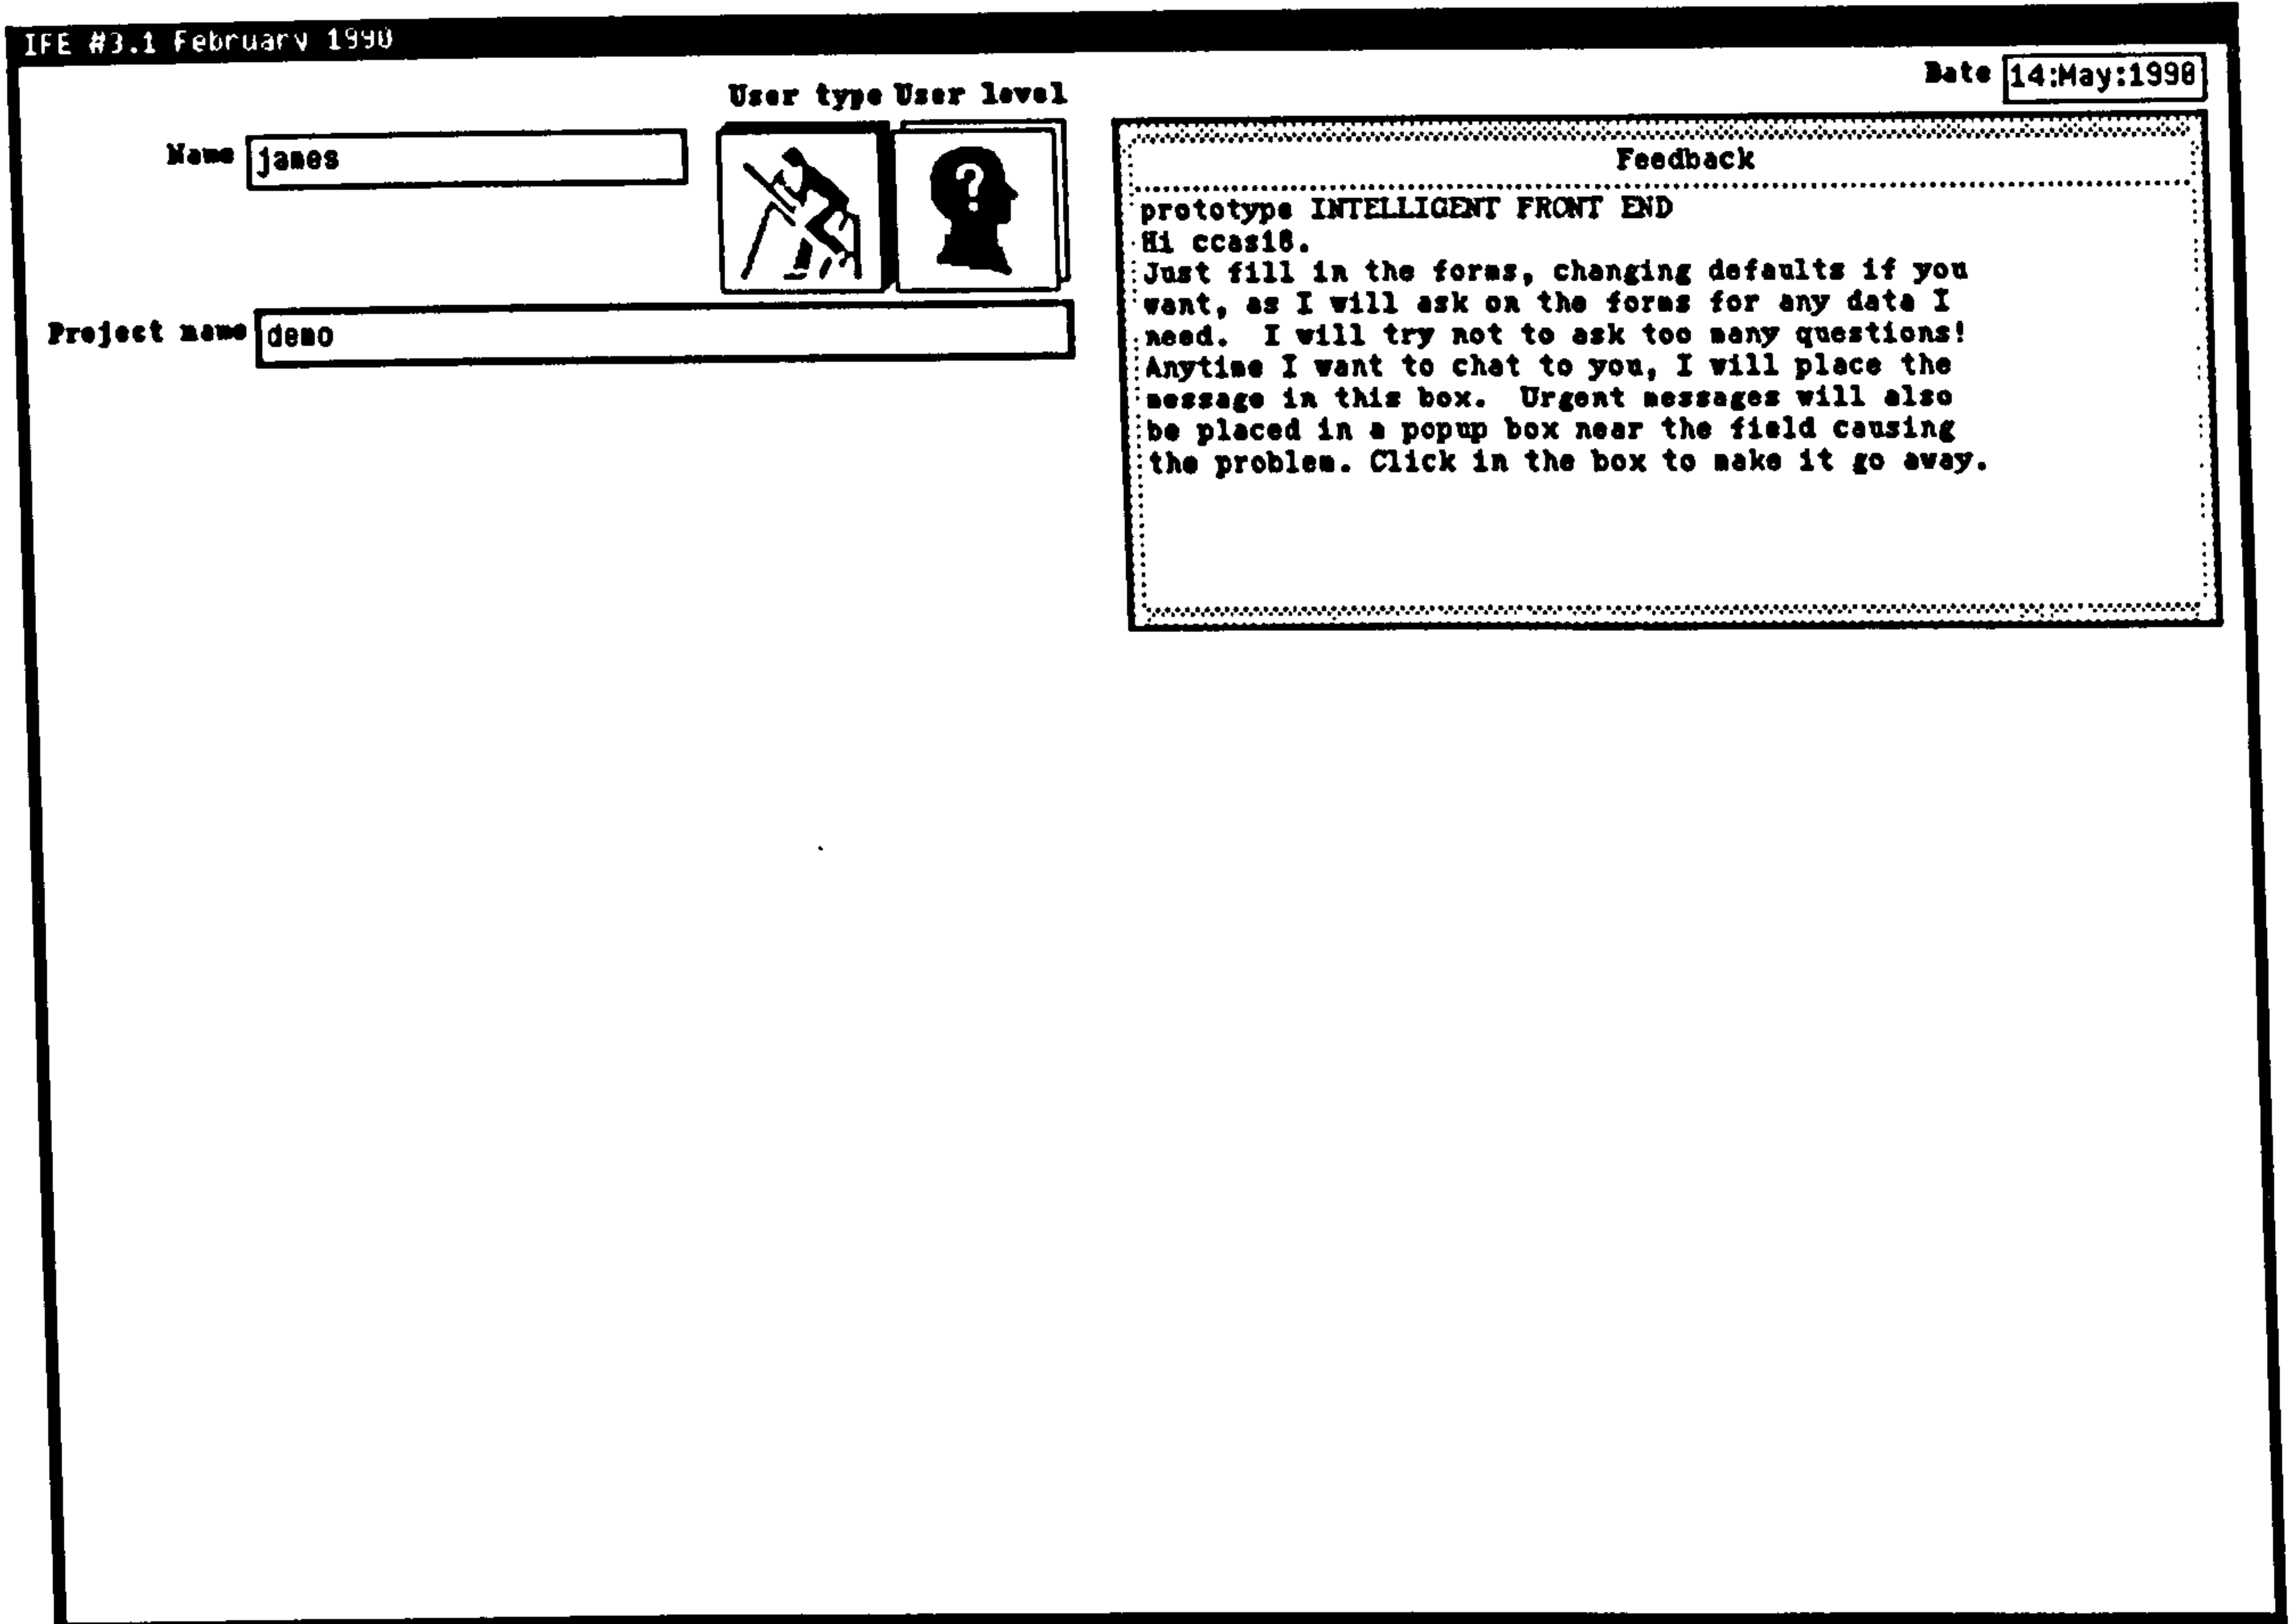 IFE #3.1 February 1990
Date 14:May:1990
User type User level
Name james
Project name demo
Feedback
prototype INTELLIGENT FRONT END
Hi ccas18.
Just fill in the forms, changing defaults if you
want, as I will ask on the forms for any data I
need.  I will try not to ask too many questions!
Anytime I want to chat to you, I will place the
message in this box.  Urgent messages will also
be placed in a popup box near the field causing
the problem. Click in the box to make it go away.
?